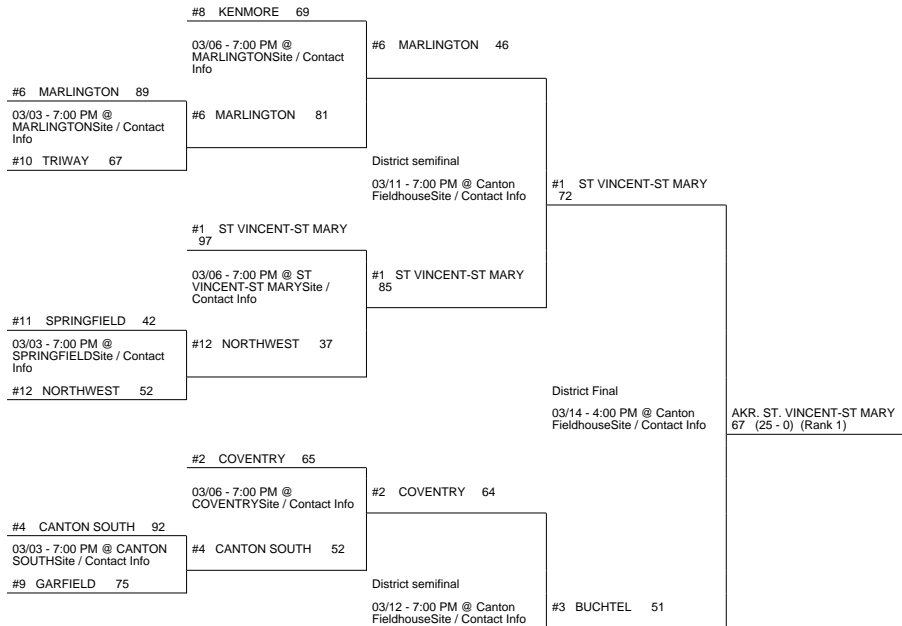 #8 KENMORE 69
03/06 - 7:00 PM @
MARLINGTONSite / Contact
Info
#6 MARLINGTON 46
#6 MARLINGTON 89
03/03 - 7:00 PM @
MARLINGTONSite / Contact
Info
#6 MARLINGTON 81
#10 TRIWAY 67
District semifinal
03/11 - 7:00 PM @ Canton
FieldhouseSite / Contact Info
#1 ST VINCENT-ST MARY
72
#1 ST VINCENT-ST MARY
97
03/06 - 7:00 PM @ ST
VINCENT-ST MARYSite /
Contact Info
#1 ST VINCENT-ST MARY
85
#11 SPRINGFIELD 42
03/03 - 7:00 PM @
SPRINGFIELDSite / Contact
Info
#12 NORTHWEST 37
#12 NORTHWEST 52
District Final
03/14 - 4:00 PM @ Canton
FieldhouseSite / Contact Info
AKR. ST. VINCENT-ST MARY
67 (25 - 0) (Rank 1)
#2 COVENTRY 65
03/06 - 7:00 PM @
COVENTRYSite / Contact Info
#2 COVENTRY 64
#4 CANTON SOUTH 92
03/03 - 7:00 PM @ CANTON
SOUTHSite / Contact Info
#4 CANTON SOUTH 52
#9 GARFIELD 75
District semifinal
03/12 - 7:00 PM @ Canton
FieldhouseSite / Contact Info
#3 BUCHTEL 51